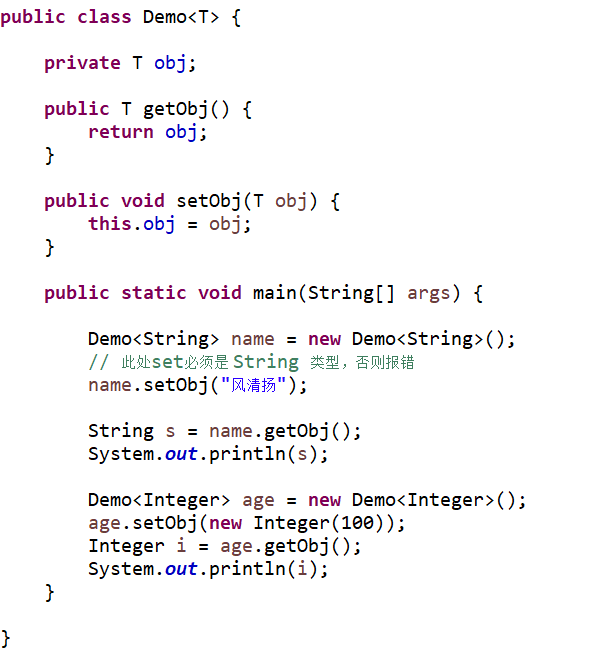 public class Demo<T> {
private T obj;
public T getObj() {
return obj;
}
public void setObj(T obj) {
this.obj = obj;
}
public static void main(String[] args) {
Demo<String> name = new Demo<String>();
// 此处set必须是 String 类型，否则报错
name.setObj("风清扬");
String s = name.getObj();
System.out.println(s);
Demo<Integer> age = new Demo<Integer>();
age.setObj(new Integer(100));
Integer i = age.getObj();
System.out.println(i);
}
}